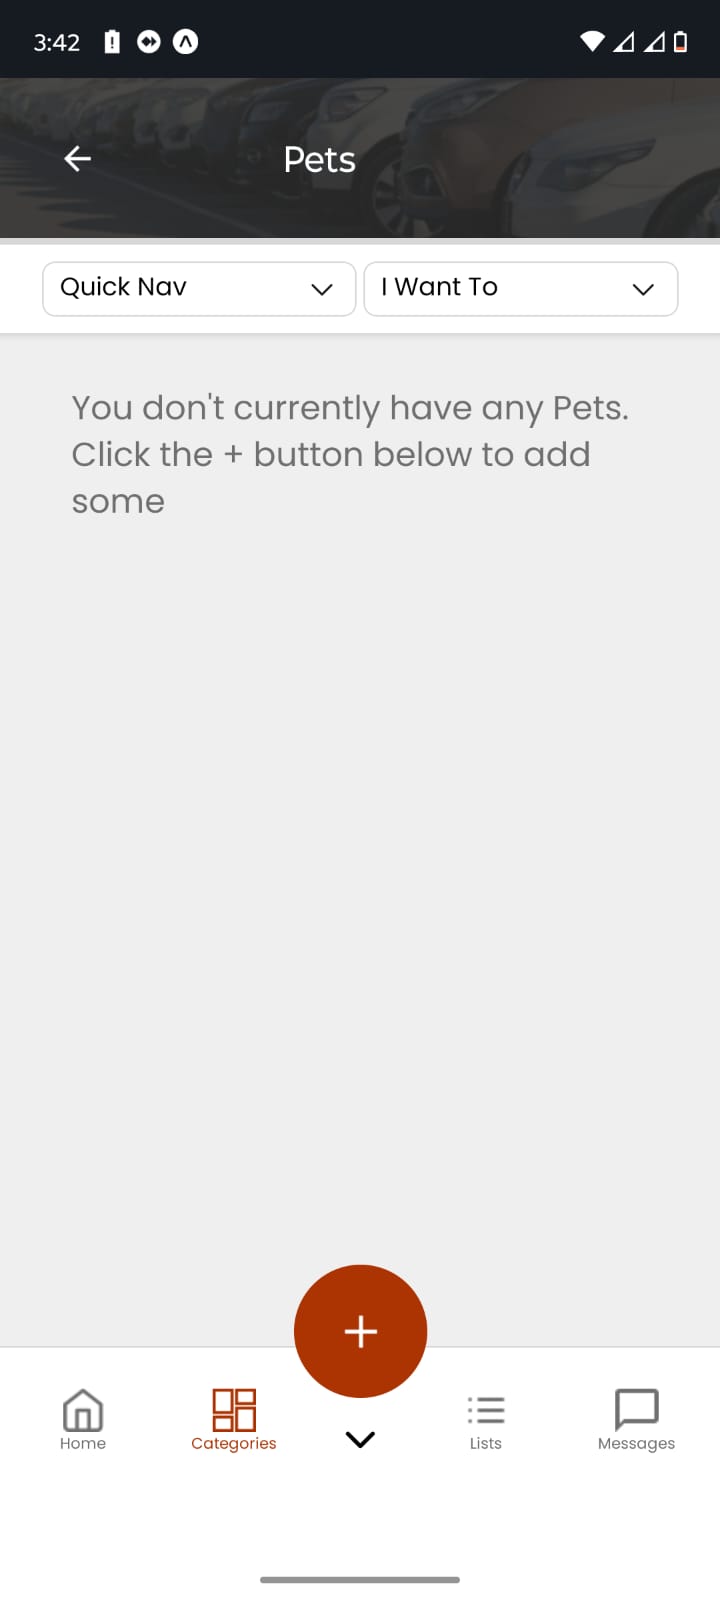 3:42
Pets
Quick Nav
I Want To
You don't currently have any Pets.
Click the + button below to add
some
+
Home
Categories
Lists
Messages